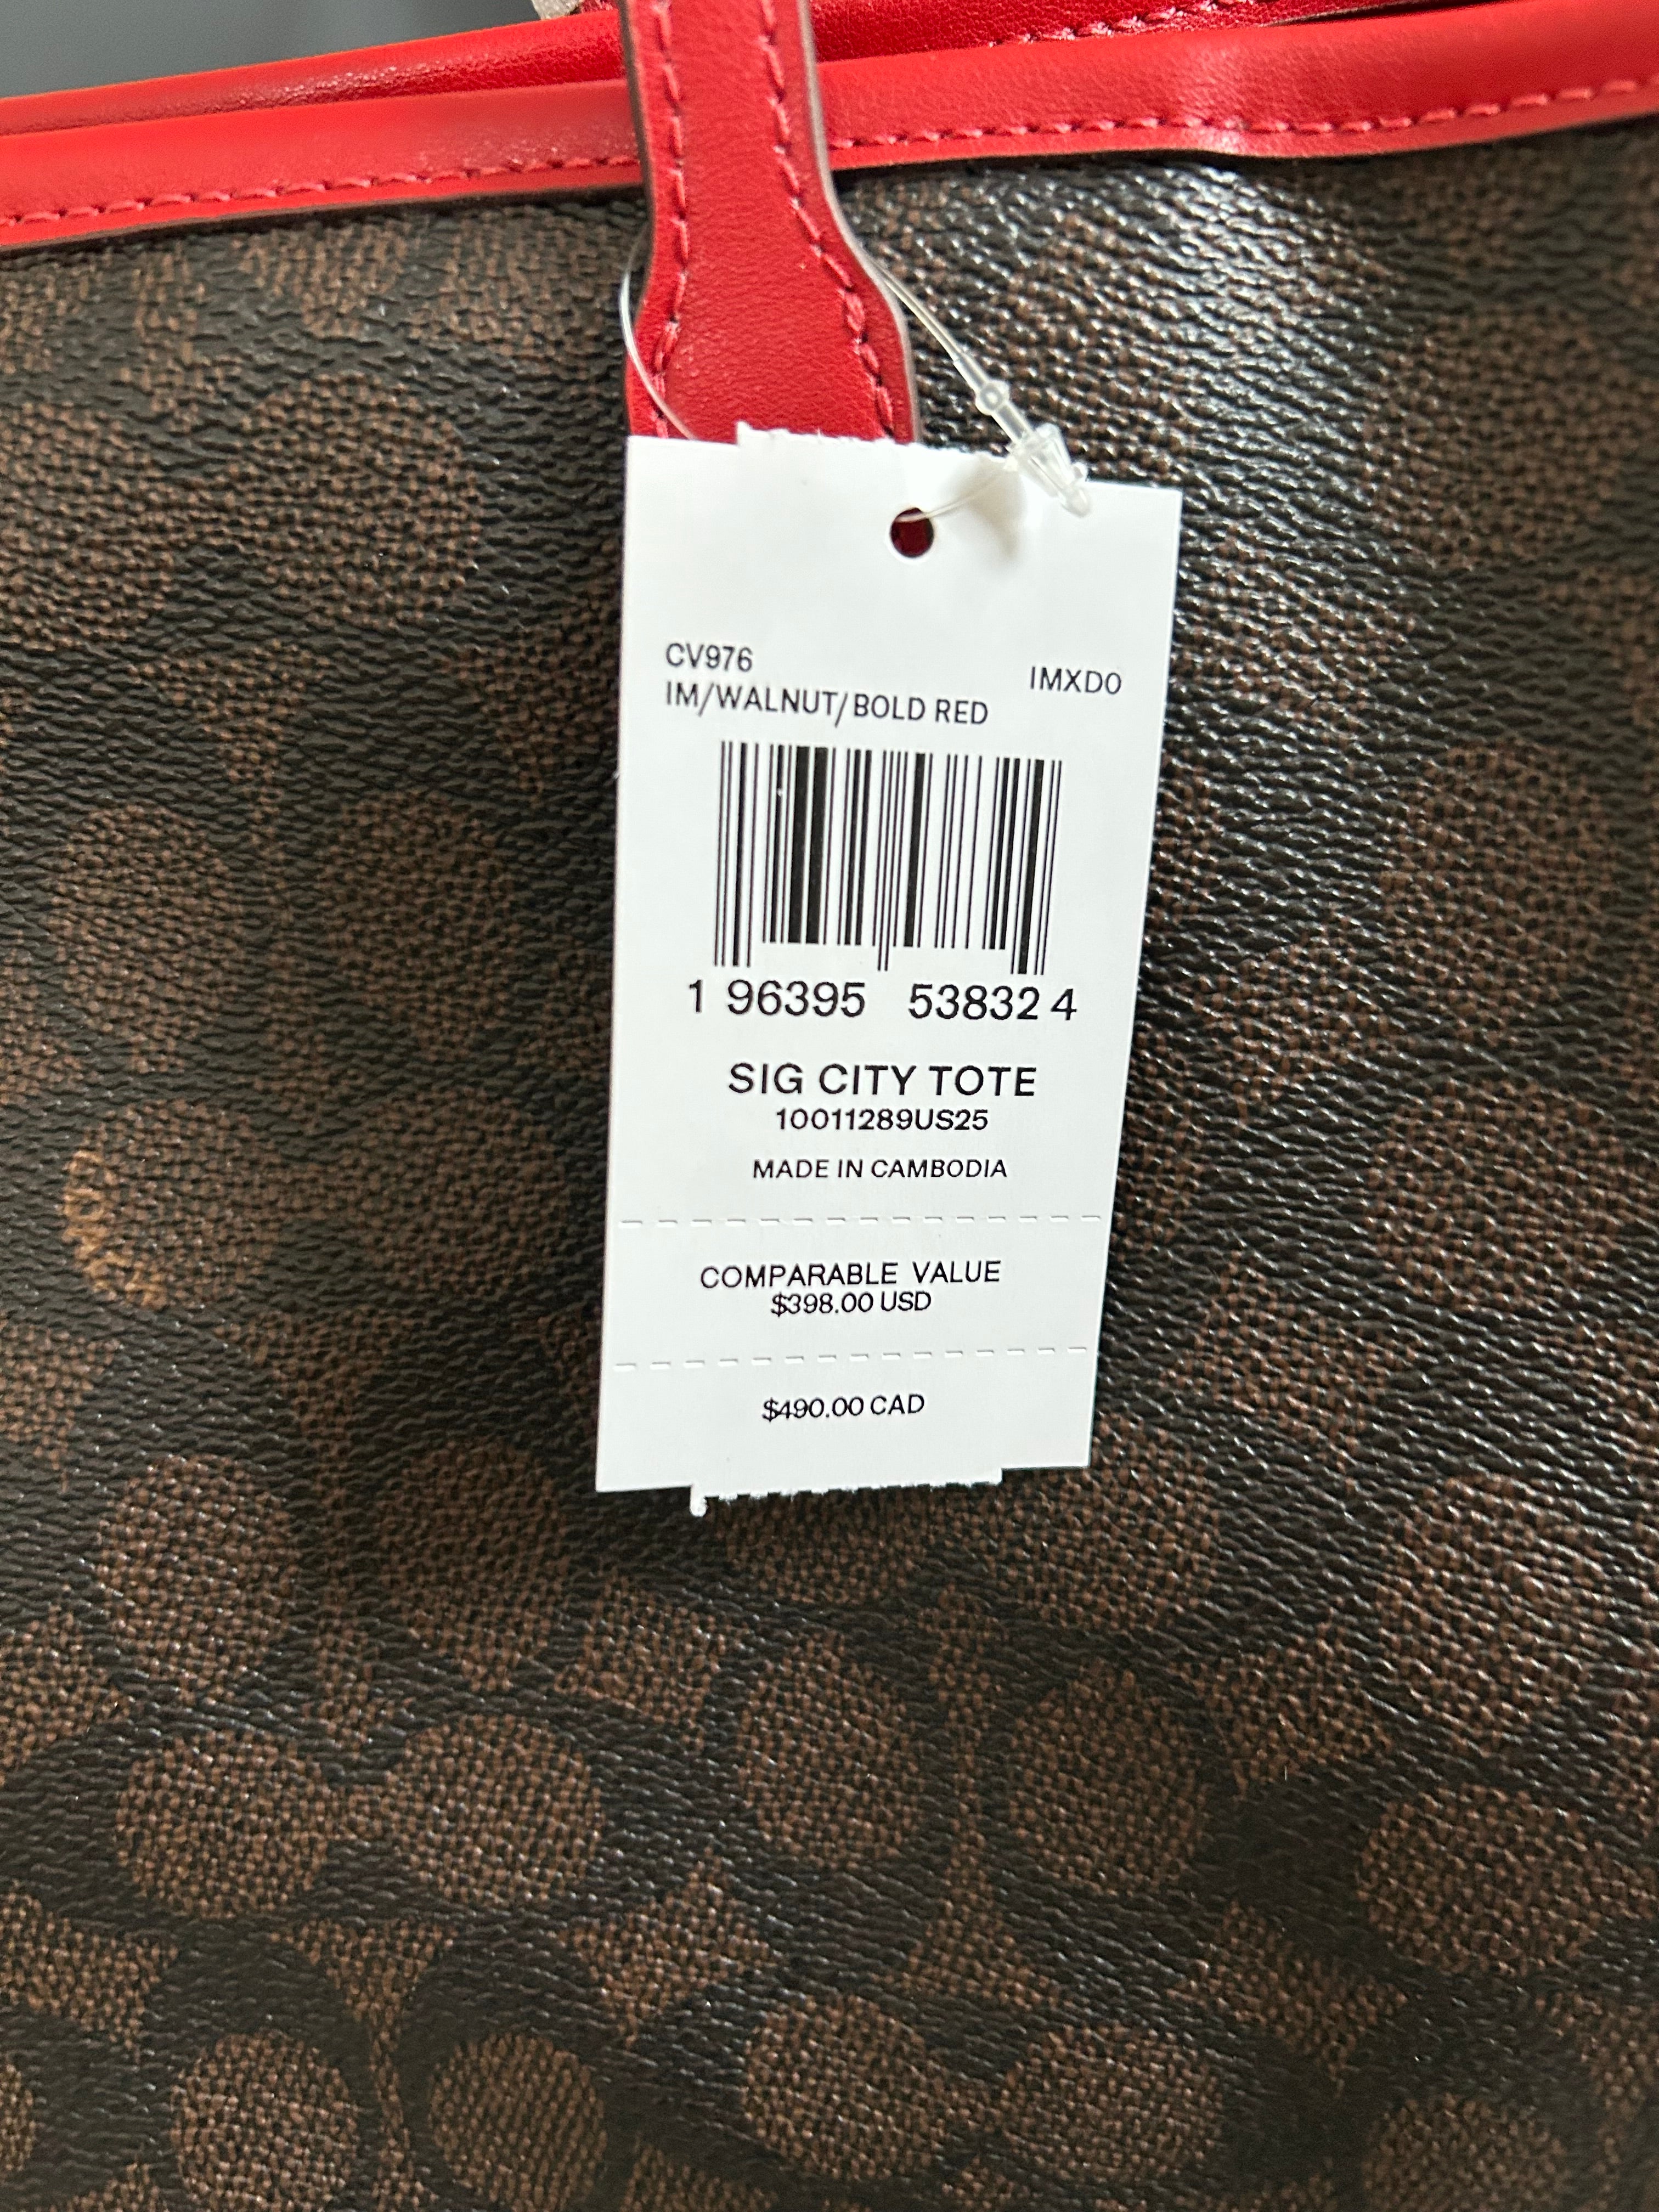 CV976
IMXD0
IM/WALNUT/BOLD RED
1 96395 53832 4
SIG CITY TOTE
10011289US25
MADE IN CAMBODIA
COMPARABLE VALUE
$398.00 USD
$490.00 CAD